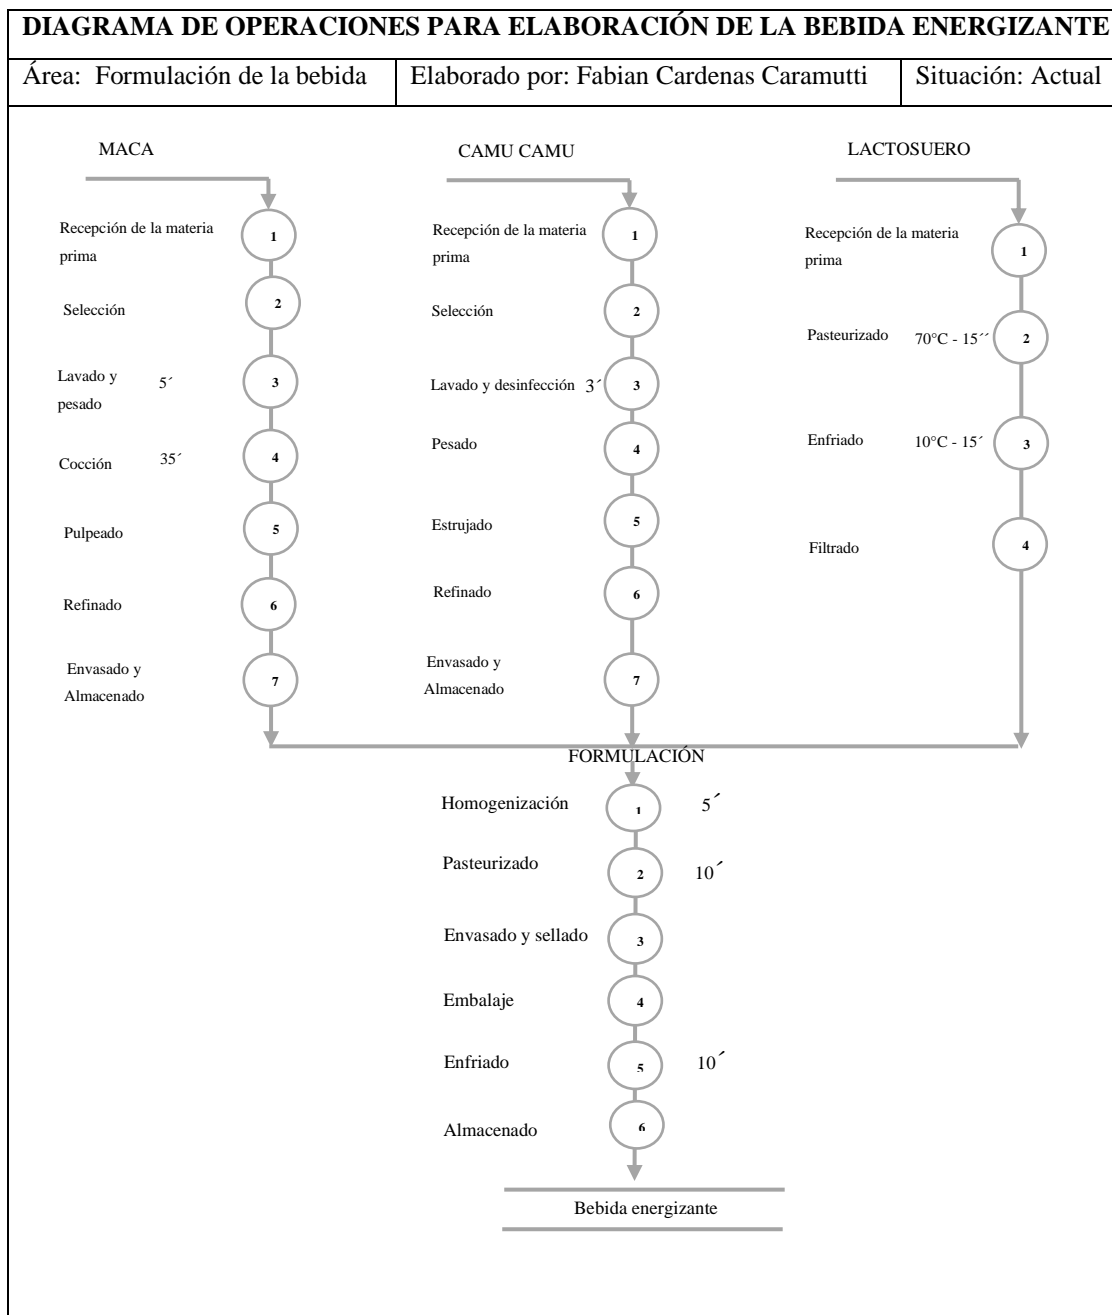 DIAGRAMA DE OPERACIONES PARA ELABORACIÓN DE LA BEBIDA ENERGIZANTE
Área: Formulación de la bebida
Elaborado por: Fabian Cardenas Caramutti
Situación: Actual
MACA
Recepción de la materia
prima
1
Selección
2
Lavado y
pesado
5´
3
Cocción
35´
4
Pulpeado
5
Refinado
6
Envasado y
Almacenado
7
CAMU CAMU
Recepción de la materia
prima
1
Selección
2
Lavado y desinfección 3´
3
Pesado
4
Estrujado
5
Refinado
6
Envasado y
Almacenado
7
LACTOSUERO
Recepción de la materia
prima
1
Pasteurizado 70°C - 15´´
2
Enfriado 10°C - 15´
3
Filtrado
4
FORMULACIÓN
Homogenización 1 5´
Pasteurizado 2 10´
Envasado y sellado 3
Embalaje 4
Enfriado 5 10´
Almacenado 6
Bebida energizante